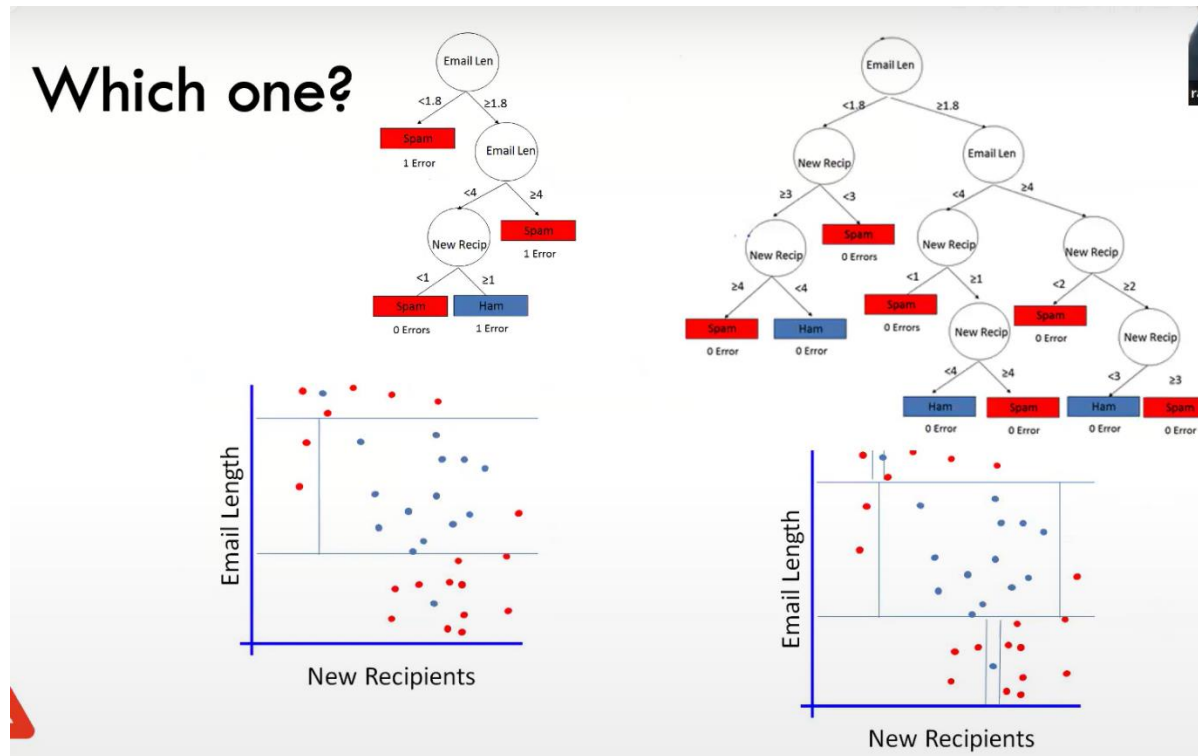 Which one?
Email Len
<1.8 ≥1.8
Spam
1 Error
Email Len
<4 ≥4
New Recip
Spam
1 Error
<1 ≥1
Spam Ham
0 Errors 1 Error
Email Length
New Recipients
Email Len
<1.8 ≥1.8
New Recip Email Len
≥3 <3 <4 ≥4
New Recip
Spam
0 Errors
New Recip
New Recip
≥4 <4 <1 ≥1 <2 ≥2
Spam Ham
0 Error 0 Error
Spam
0 Errors
New Recip
Spam
0 Error
New Recip
<4 ≥4 <3 ≥3
Ham Spam Ham Spam
0 Error 0 Error 0 Error 0 Error
Email Length
New Recipients